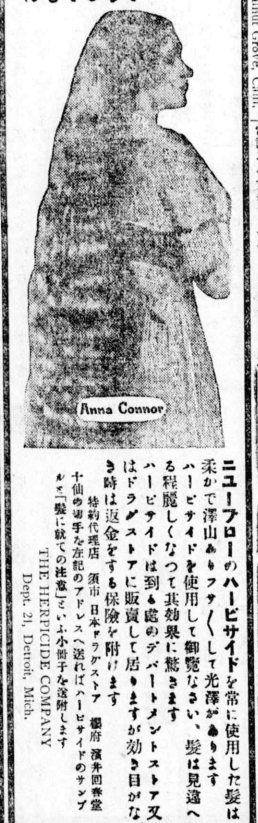 Anna Connor
ニユーブローのハーピサイドを常に使用した髪は
柔かで澤山ありフサ〱して光澤があります
ハーピサイドを使用して御覽なさい、髪は見違へ
る程麗しくなつて其効果に驚きます
ハーピサイドは到る處のデパートメントストア又
はドラグストアに販賣して居りますが効き目がな
き時は返金をする保險を附けます
特約代理店 須市 日本ドラグストア 櫻府 濱井回春堂
十仙の切手を左記のアドレスへ送ればハーピサイドのサンプ
ルと「髪に就ての注意」といふ小冊子を送附します
THE HERPICIDE COMPANY
Dept. 21, Detroit, Mich.